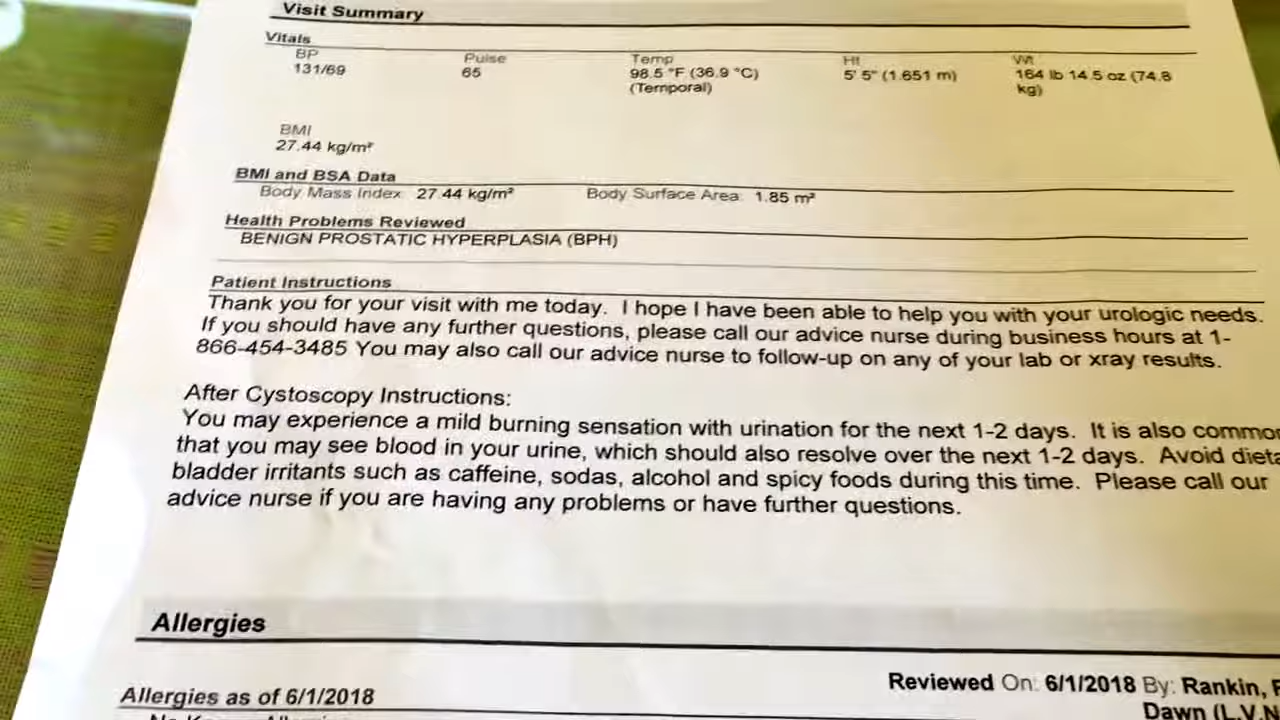 Visit Summary
Vitals
BP Pulse Temp Ht Wt
131/69 65 98.5 °F (36.9 °C) 5' 5" (1.651 m) 164 lb 14.5 oz (74.8
(Temporal) kg)
BMI
27.44 kg/m²
BMI and BSA Data
Body Mass Index: 27.44 kg/m² Body Surface Area: 1.85 m²
Health Problems Reviewed
BENIGN PROSTATIC HYPERPLASIA (BPH)
Patient Instructions
Thank you for your visit with me today. I hope I have been able to help you with your urologic needs.
If you should have any further questions, please call our advice nurse during business hours at 1-
866-454-3485 You may also call our advice nurse to follow-up on any of your lab or xray results.
After Cystoscopy Instructions:
You may experience a mild burning sensation with urination for the next 1-2 days. It is also common
that you may see blood in your urine, which should also resolve over the next 1-2 days. Avoid dieta
bladder irritants such as caffeine, sodas, alcohol and spicy foods during this time. Please call our
advice nurse if you are having any problems or have further questions.
Allergies
Allergies as of 6/1/2018
Reviewed On: 6/1/2018 By: Rankin,
Dawn (L.V.N